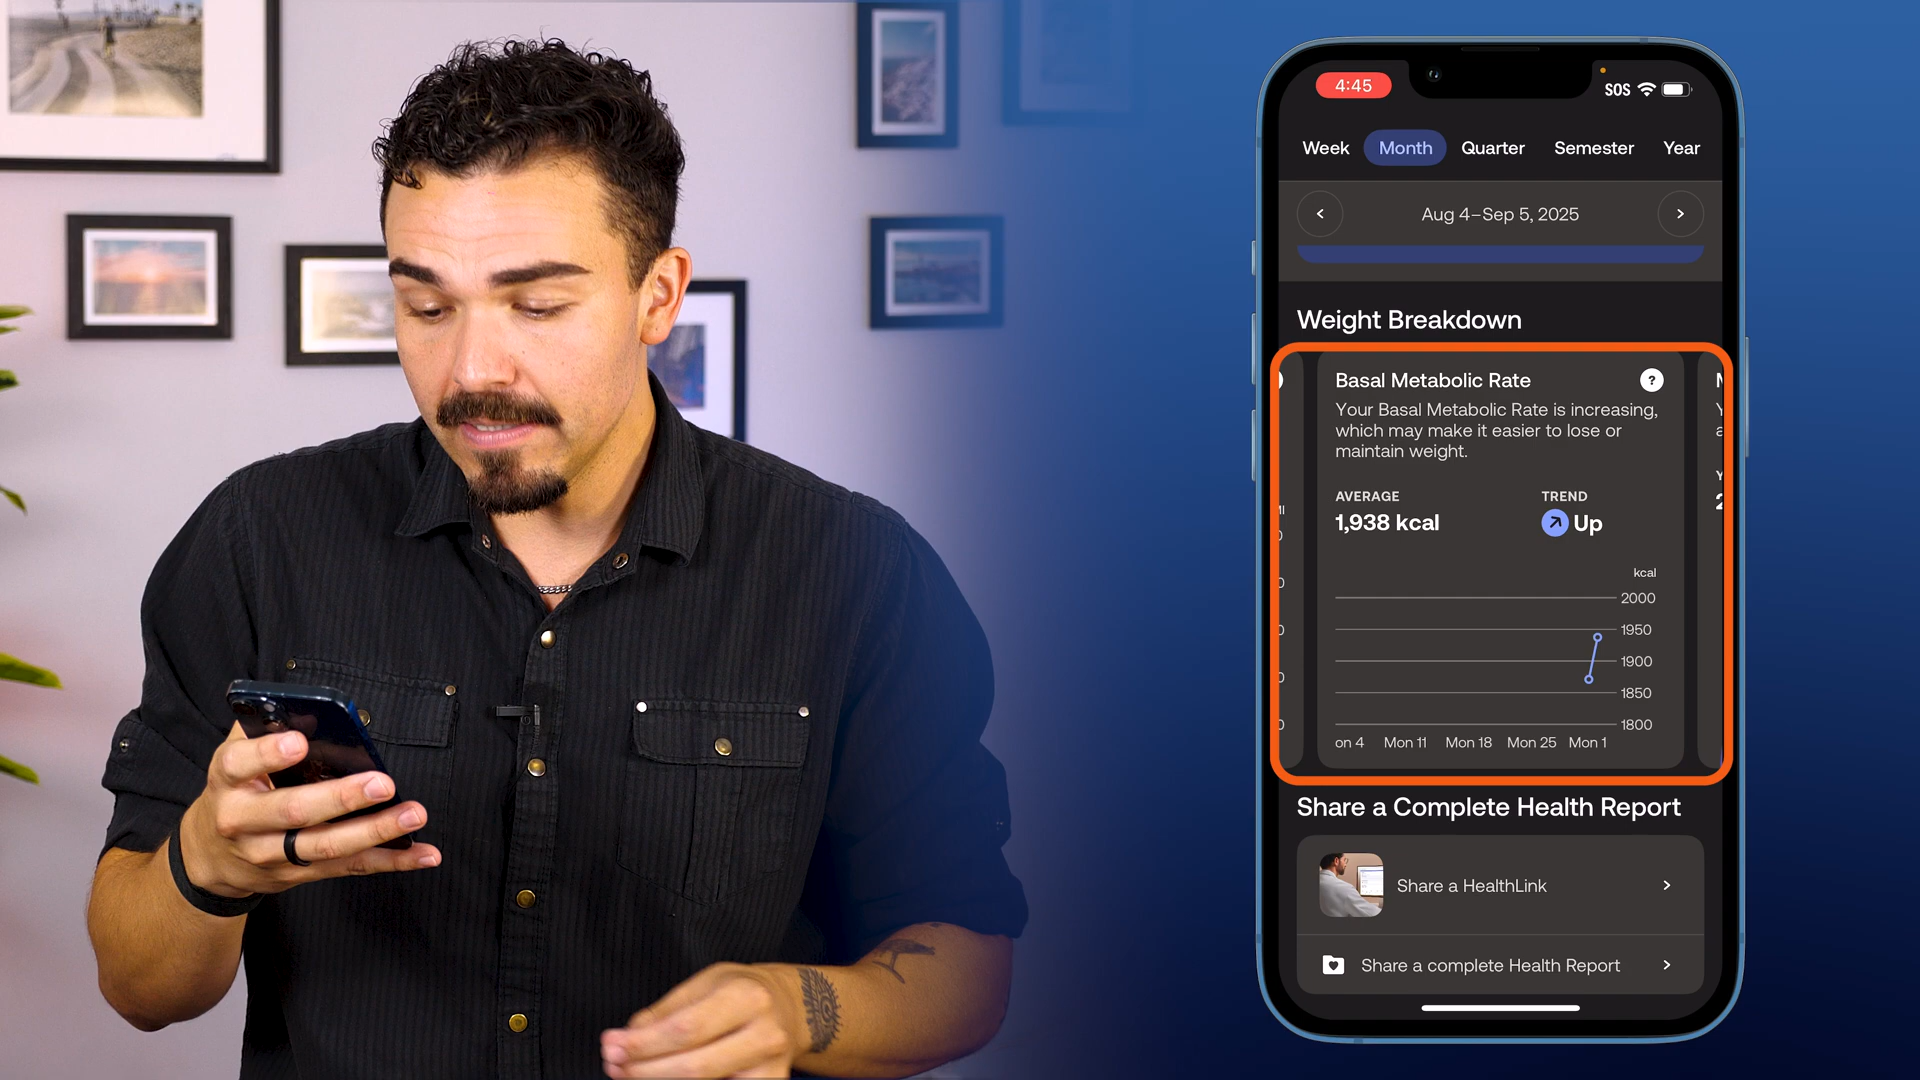 4:45
SOS
Week Month Quarter Semester Year
Aug 4–Sep 5, 2025
Weight Breakdown
Basal Metabolic Rate ?
Your Basal Metabolic Rate is increasing,
which may make it easier to lose or
maintain weight.
AVERAGE TREND
1,938 kcal Up
kcal
2000
1950
1900
1850
1800
on 4 Mon 11 Mon 18 Mon 25 Mon 1
Share a Complete Health Report
Share a HealthLink
Share a complete Health Report